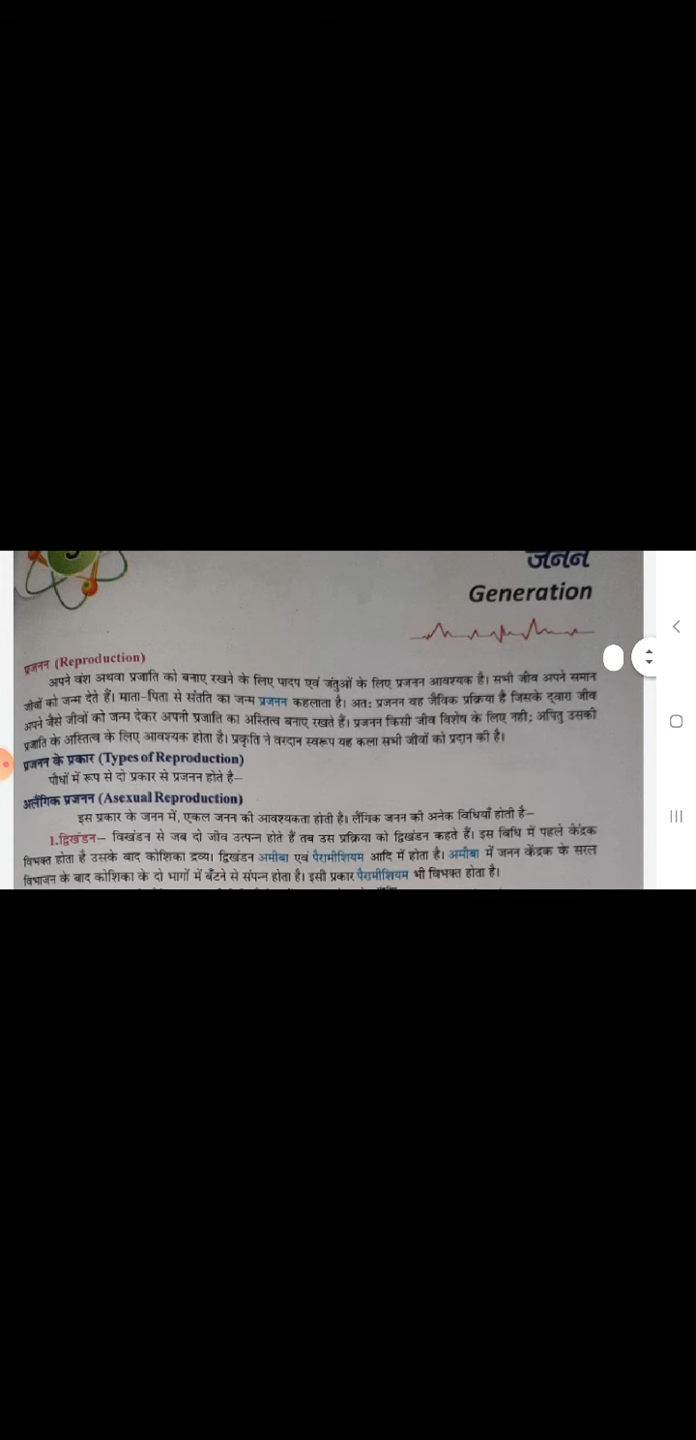 जनन
Generation
प्रजनन (Reproduction)
अपने वंश अथवा प्रजाति को बनाए रखने के लिए पादप एवं जंतुओं के लिए प्रजनन आवश्यक है। सभी जीव अपने समान
जीवों को जन्म देते हैं। माता-पिता से संतति का जन्म प्रजनन कहलाता है। अत: प्रजनन वह जैविक प्रक्रिया है जिसके द्वारा जीव
अपने जैसे जीवों को जन्म देकर अपनी प्रजाति का अस्तित्व बनाए रखते हैं। प्रजनन किसी जीव विशेष के लिए नही; अपितु उसकी
प्रजाति के अस्तित्व के लिए आवश्यक होता है। प्रकृति ने वरदान स्वरूप यह कला सभी जीवों को प्रदान की है।
प्रजनन के प्रकार (Types of Reproduction)
पौधों में रूप से दो प्रकार से प्रजनन होते है–
अलैंगिक प्रजनन (Asexual Reproduction)
इस प्रकार के जनन में, एकल जनन की आवश्यकता होती है। लैंगिक जनन की अनेक विधियाँ होती है–
1.द्विखंडन– विखंडन से जब दो जीव उत्पन्न होते हैं तब उस प्रक्रिया को द्विखंडन कहते हैं। इस विधि में पहले केंद्रक
विभक्त होता है उसके बाद कोशिका द्रव्य। द्विखंडन अमीबा एवं पैरामीशियम आदि में होता है। अमीबा में जनन केंद्रक के सरल
विभाजन के बाद कोशिका के दो भागों में बँटने से संपन्न होता है। इसी प्रकार पैरामीशियम भी विभक्त होता है।